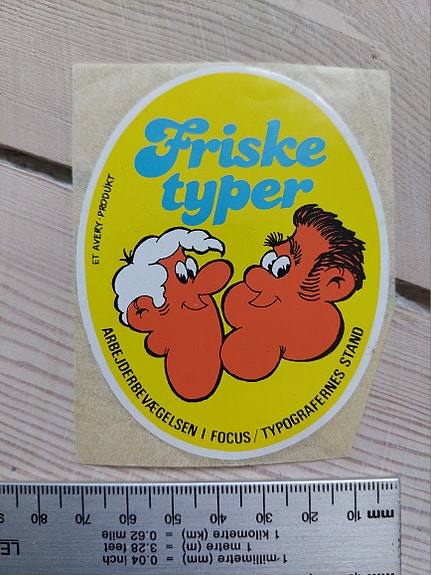 Friske
typer
ET AVERY-PRODUKT
ARBEJDERBEVÆGELSEN I FOCUS/TYPOGRAFERNES STAND
mm 10 20 30 40 50 60 70 80 9
1 millimetre (mm) = 0.04 inch
1 metre (m) = 3.28 feet
1 kilometre (km) = 0.62 mile